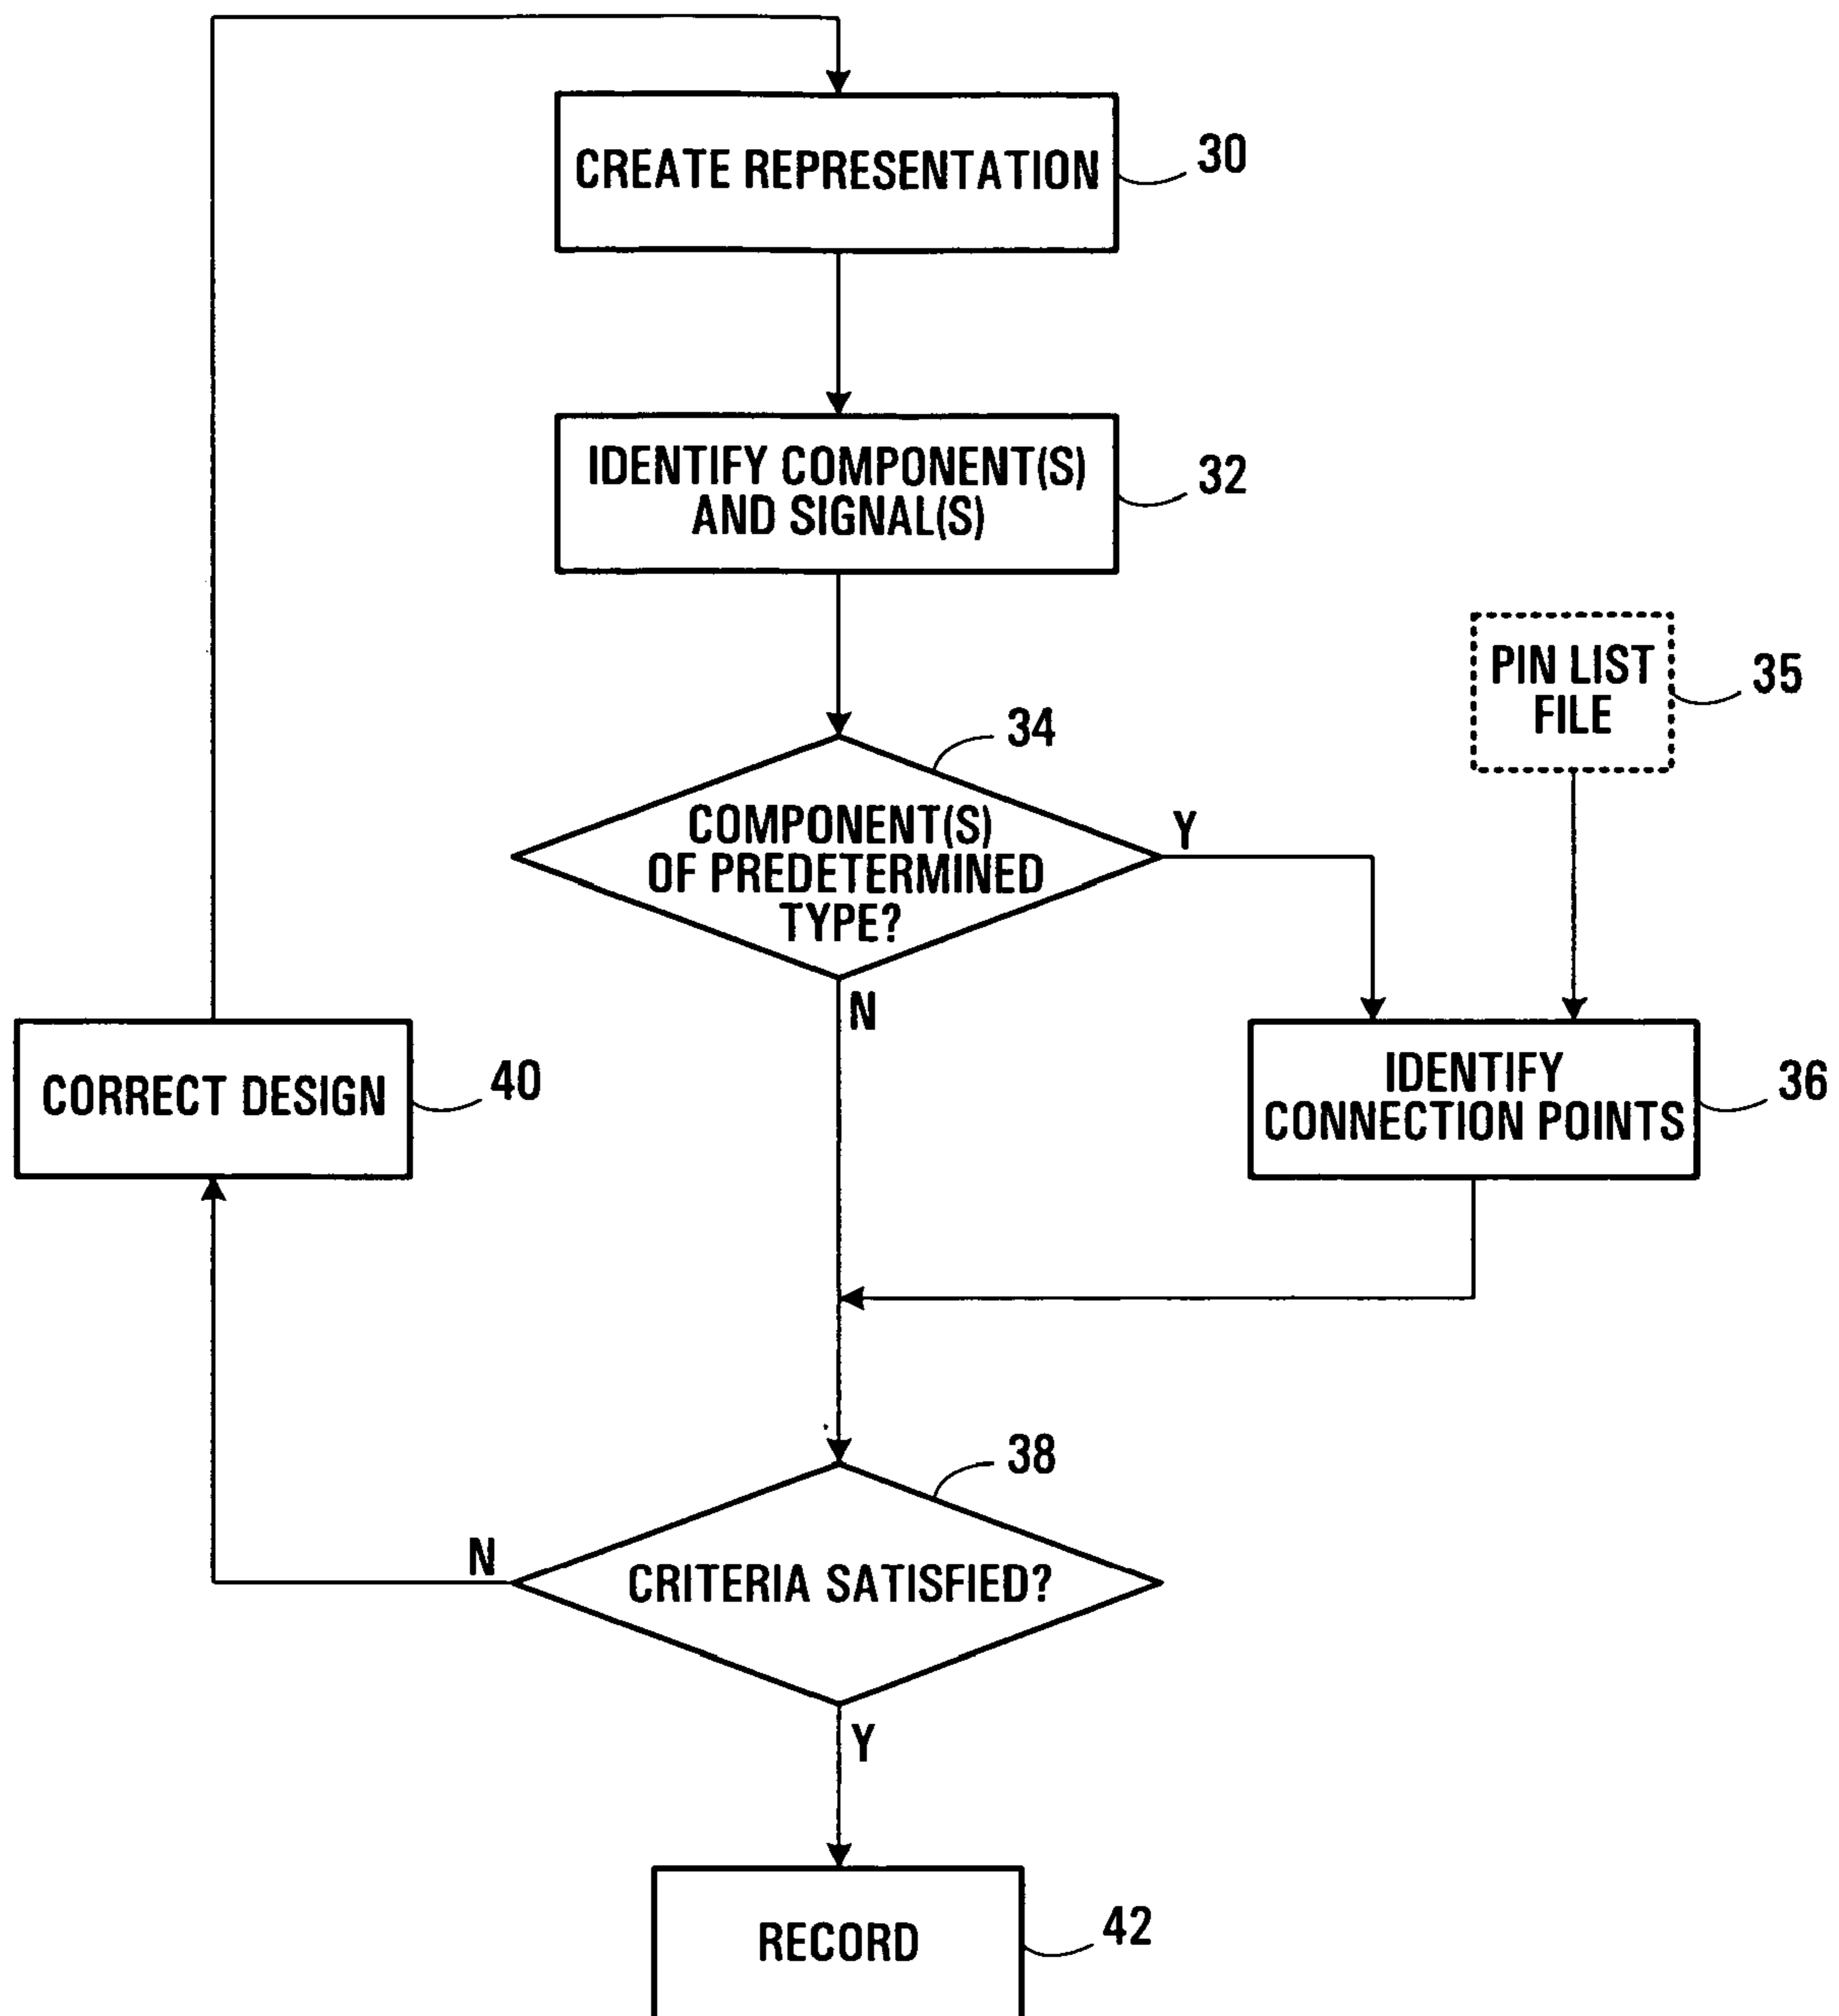 CREATE REPRESENTATION
30
IDENTIFY COMPONENT(S)
AND SIGNAL(S)
32
PIN LIST
FILE
35
34
COMPONENT(S)
OF PREDETERMINED
TYPE?
Y
N
CORRECT DESIGN
40
IDENTIFY
CONNECTION POINTS
36
38
CRITERIA SATISFIED?
N
Y
RECORD
42